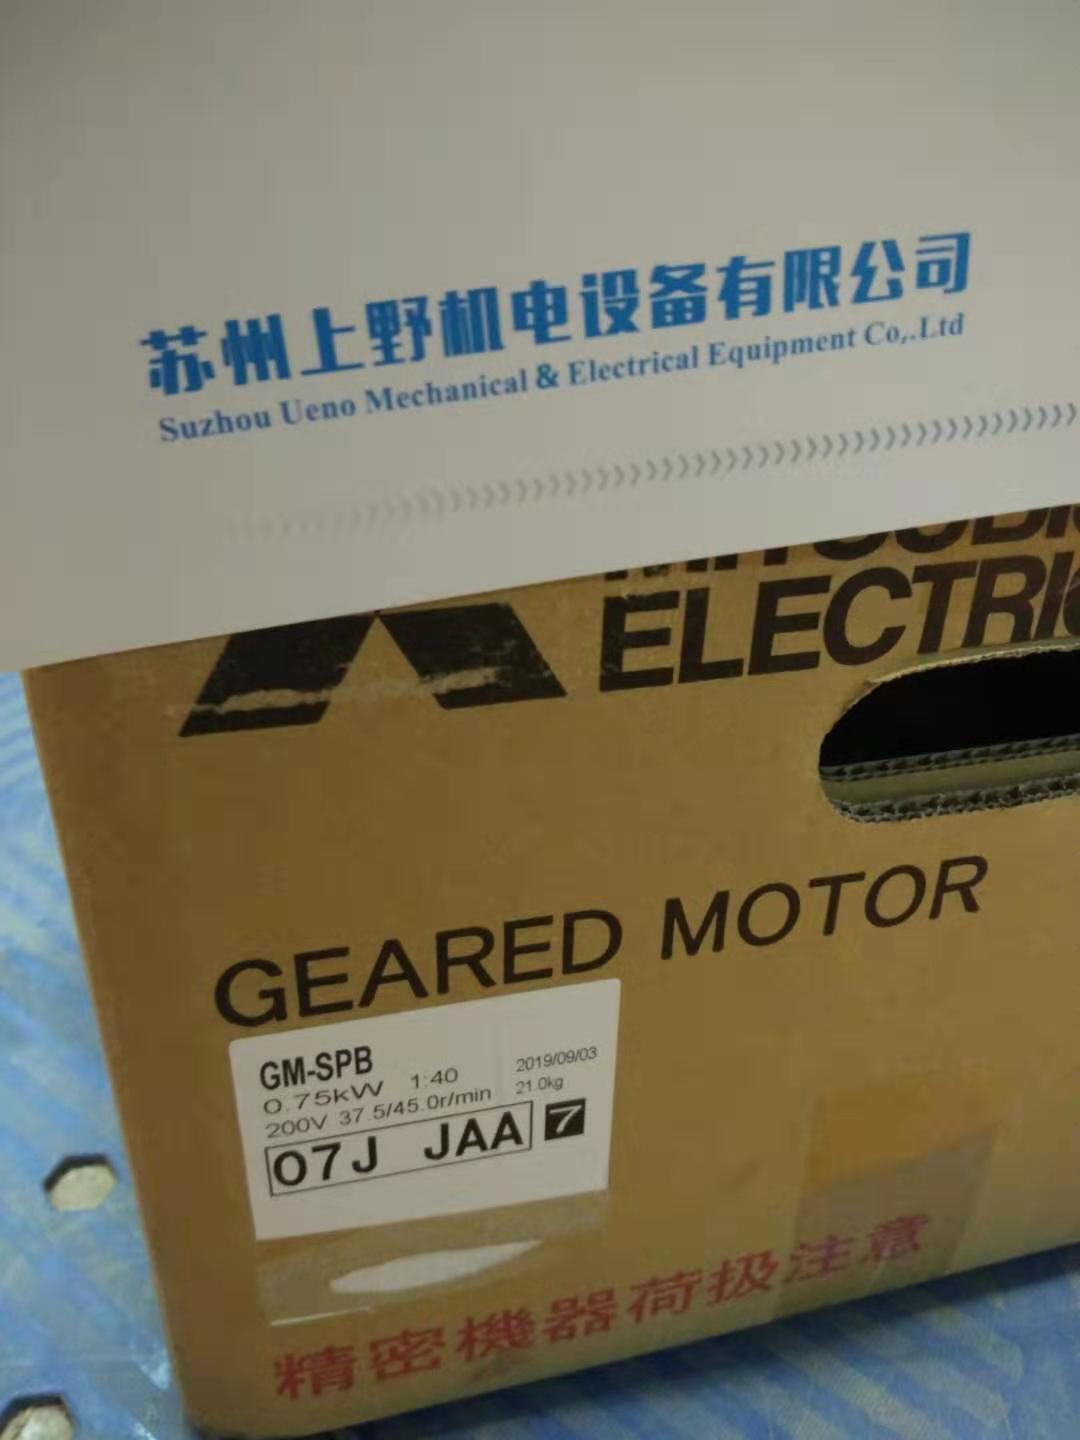 苏州上野机电设备有限公司
Suzhou Ueno Mechanical & Electrical Equipment Co,.Ltd
ELECTRIC
GEARED MOTOR
GM-SPB
0.75kW 1:40 2019/09/03
200V 37.5/45.0r/min 21.0kg
07J JAA 7
精密機器荷扱注意